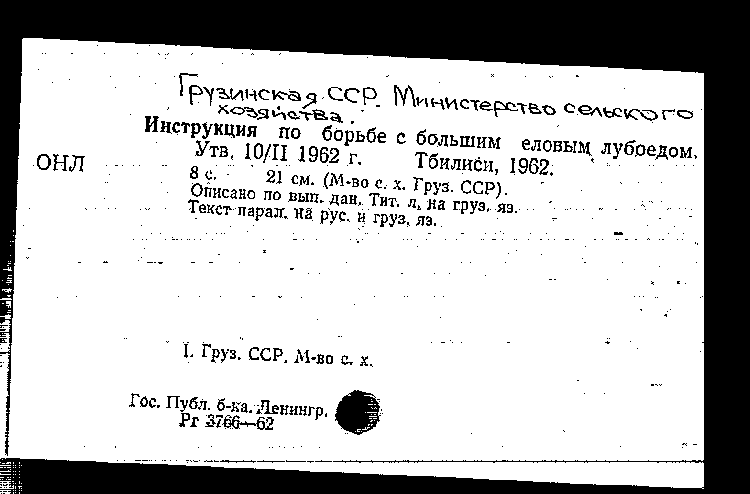 Грузинская ССР. Министерство сельского
хозяйства.
Инструкция по борьбе с большим еловым лубоедом.
Утв. 10/II 1962 г. Тбилиси, 1962.
ОНЛ
8 с. 21 см. (М-во с. х. Груз. ССР).
Описано по вып. дан. Тит. л. на груз. яз.
Текст парал. на рус. и груз. яз.
I. Груз. ССР. М-во с. х.
Гос. Публ. б-ка. Ленингр.
Рг 3766—62